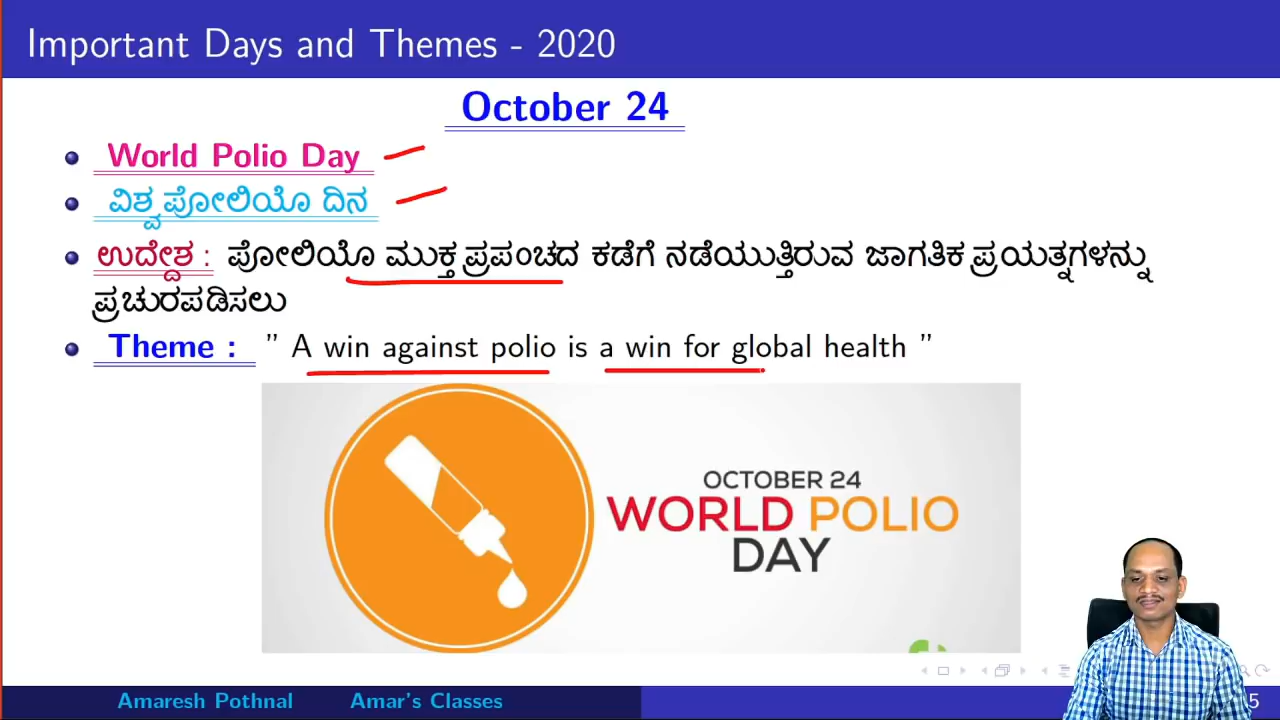 Important Days and Themes - 2020
October 24
World Polio Day
ವಿಶ್ವ ಪೋಲಿಯೊ ದಿನ
ಉದ್ದೇಶ : ಪೋಲಿಯೊ ಮುಕ್ತ ಪ್ರಪಂಚದ ಕಡೆಗೆ ನಡೆಯುತ್ತಿರುವ ಜಾಗತಿಕ ಪ್ರಯತ್ನಗಳನ್ನು
ಪ್ರಚುರಪಡಿಸಲು
Theme : " A win against polio is a win for global health "
OCTOBER 24
WORLD POLIO
DAY
Amaresh Pothnal Amar's Classes 5